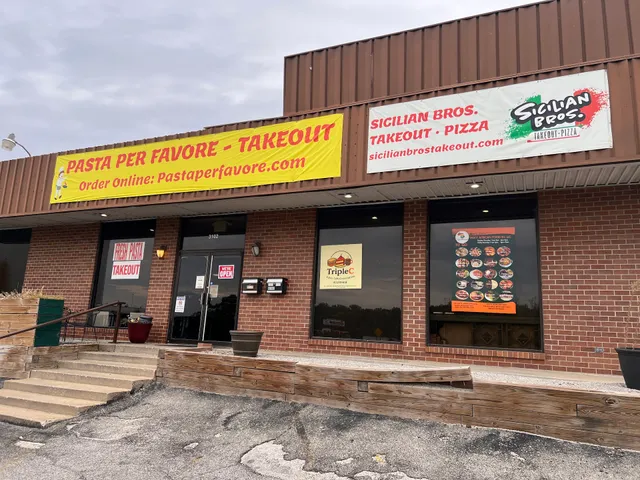 PASTA PER FAVORE - TAKEOUT
Order Online: Pastaperfavore.com
SICILIAN BROS.
TAKEOUT · PIZZA
sicilianbrostakeout.com
SICILIAN
BROS.
TAKEOUT·PIZZA
FRESH PASTA
TAKEOUT
OPEN
TripleC